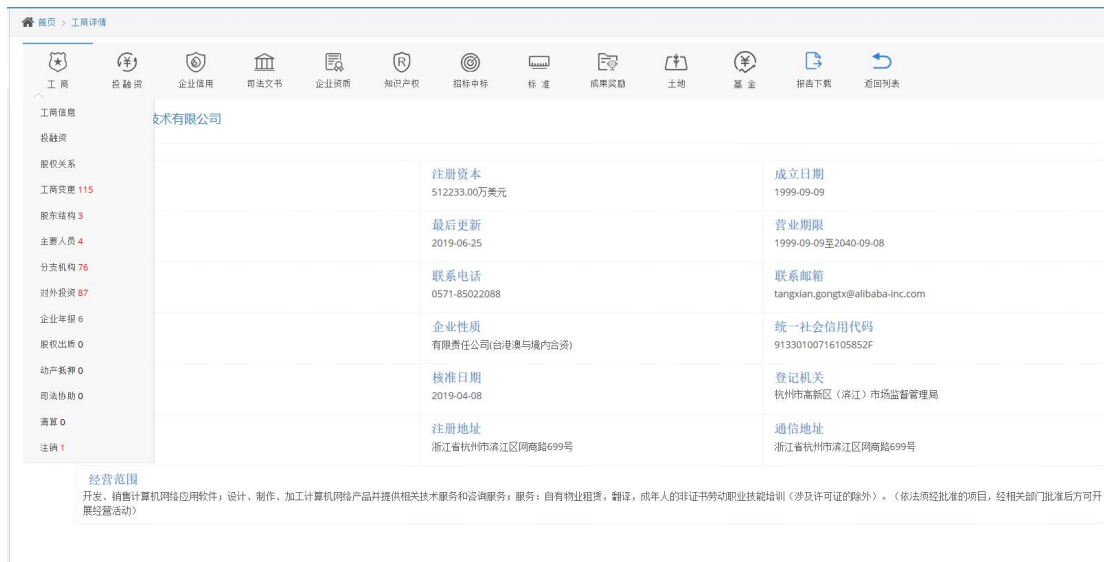 首页 > 工商详情
工 商 投 融 资 企业信用 司法文书 企业资质 知识产权 招标中标 标 准 成果奖励 土地 基 金 报告下载 返回列表
工商信息
投融资
股权关系
工商变更 115
股东结构 3
主要人员 4
分支机构 76
对外投资 87
企业年报 6
股权出质 0
动产抵押 0
司法协助 0
清算 0
注销 1
技术有限公司
注册资本 成立日期
512233.00万美元 1999-09-09
最后更新 营业期限
2019-06-25 1999-09-09至2040-09-08
联系电话 联系邮箱
0571-85022088 tangxian.gongtx@alibaba-inc.com
企业性质 统一社会信用代码
有限责任公司(台港澳与境内合资) 91330100716105852F
核准日期 登记机关
2019-04-08 杭州市高新区（滨江）市场监督管理局
注册地址 通信地址
浙江省杭州市滨江区网商路699号 浙江省杭州市滨江区网商路699号
经营范围
开发、销售计算机网络应用软件；设计、制作、加工计算机网络产品并提供相关技术服务和咨询服务；服务：自有物业租赁，翻译，成年人的非证书劳动职业技能培训（涉及许可证的除外）。（依法须经批准的项目，经相关部门批准后方可开
展经营活动）